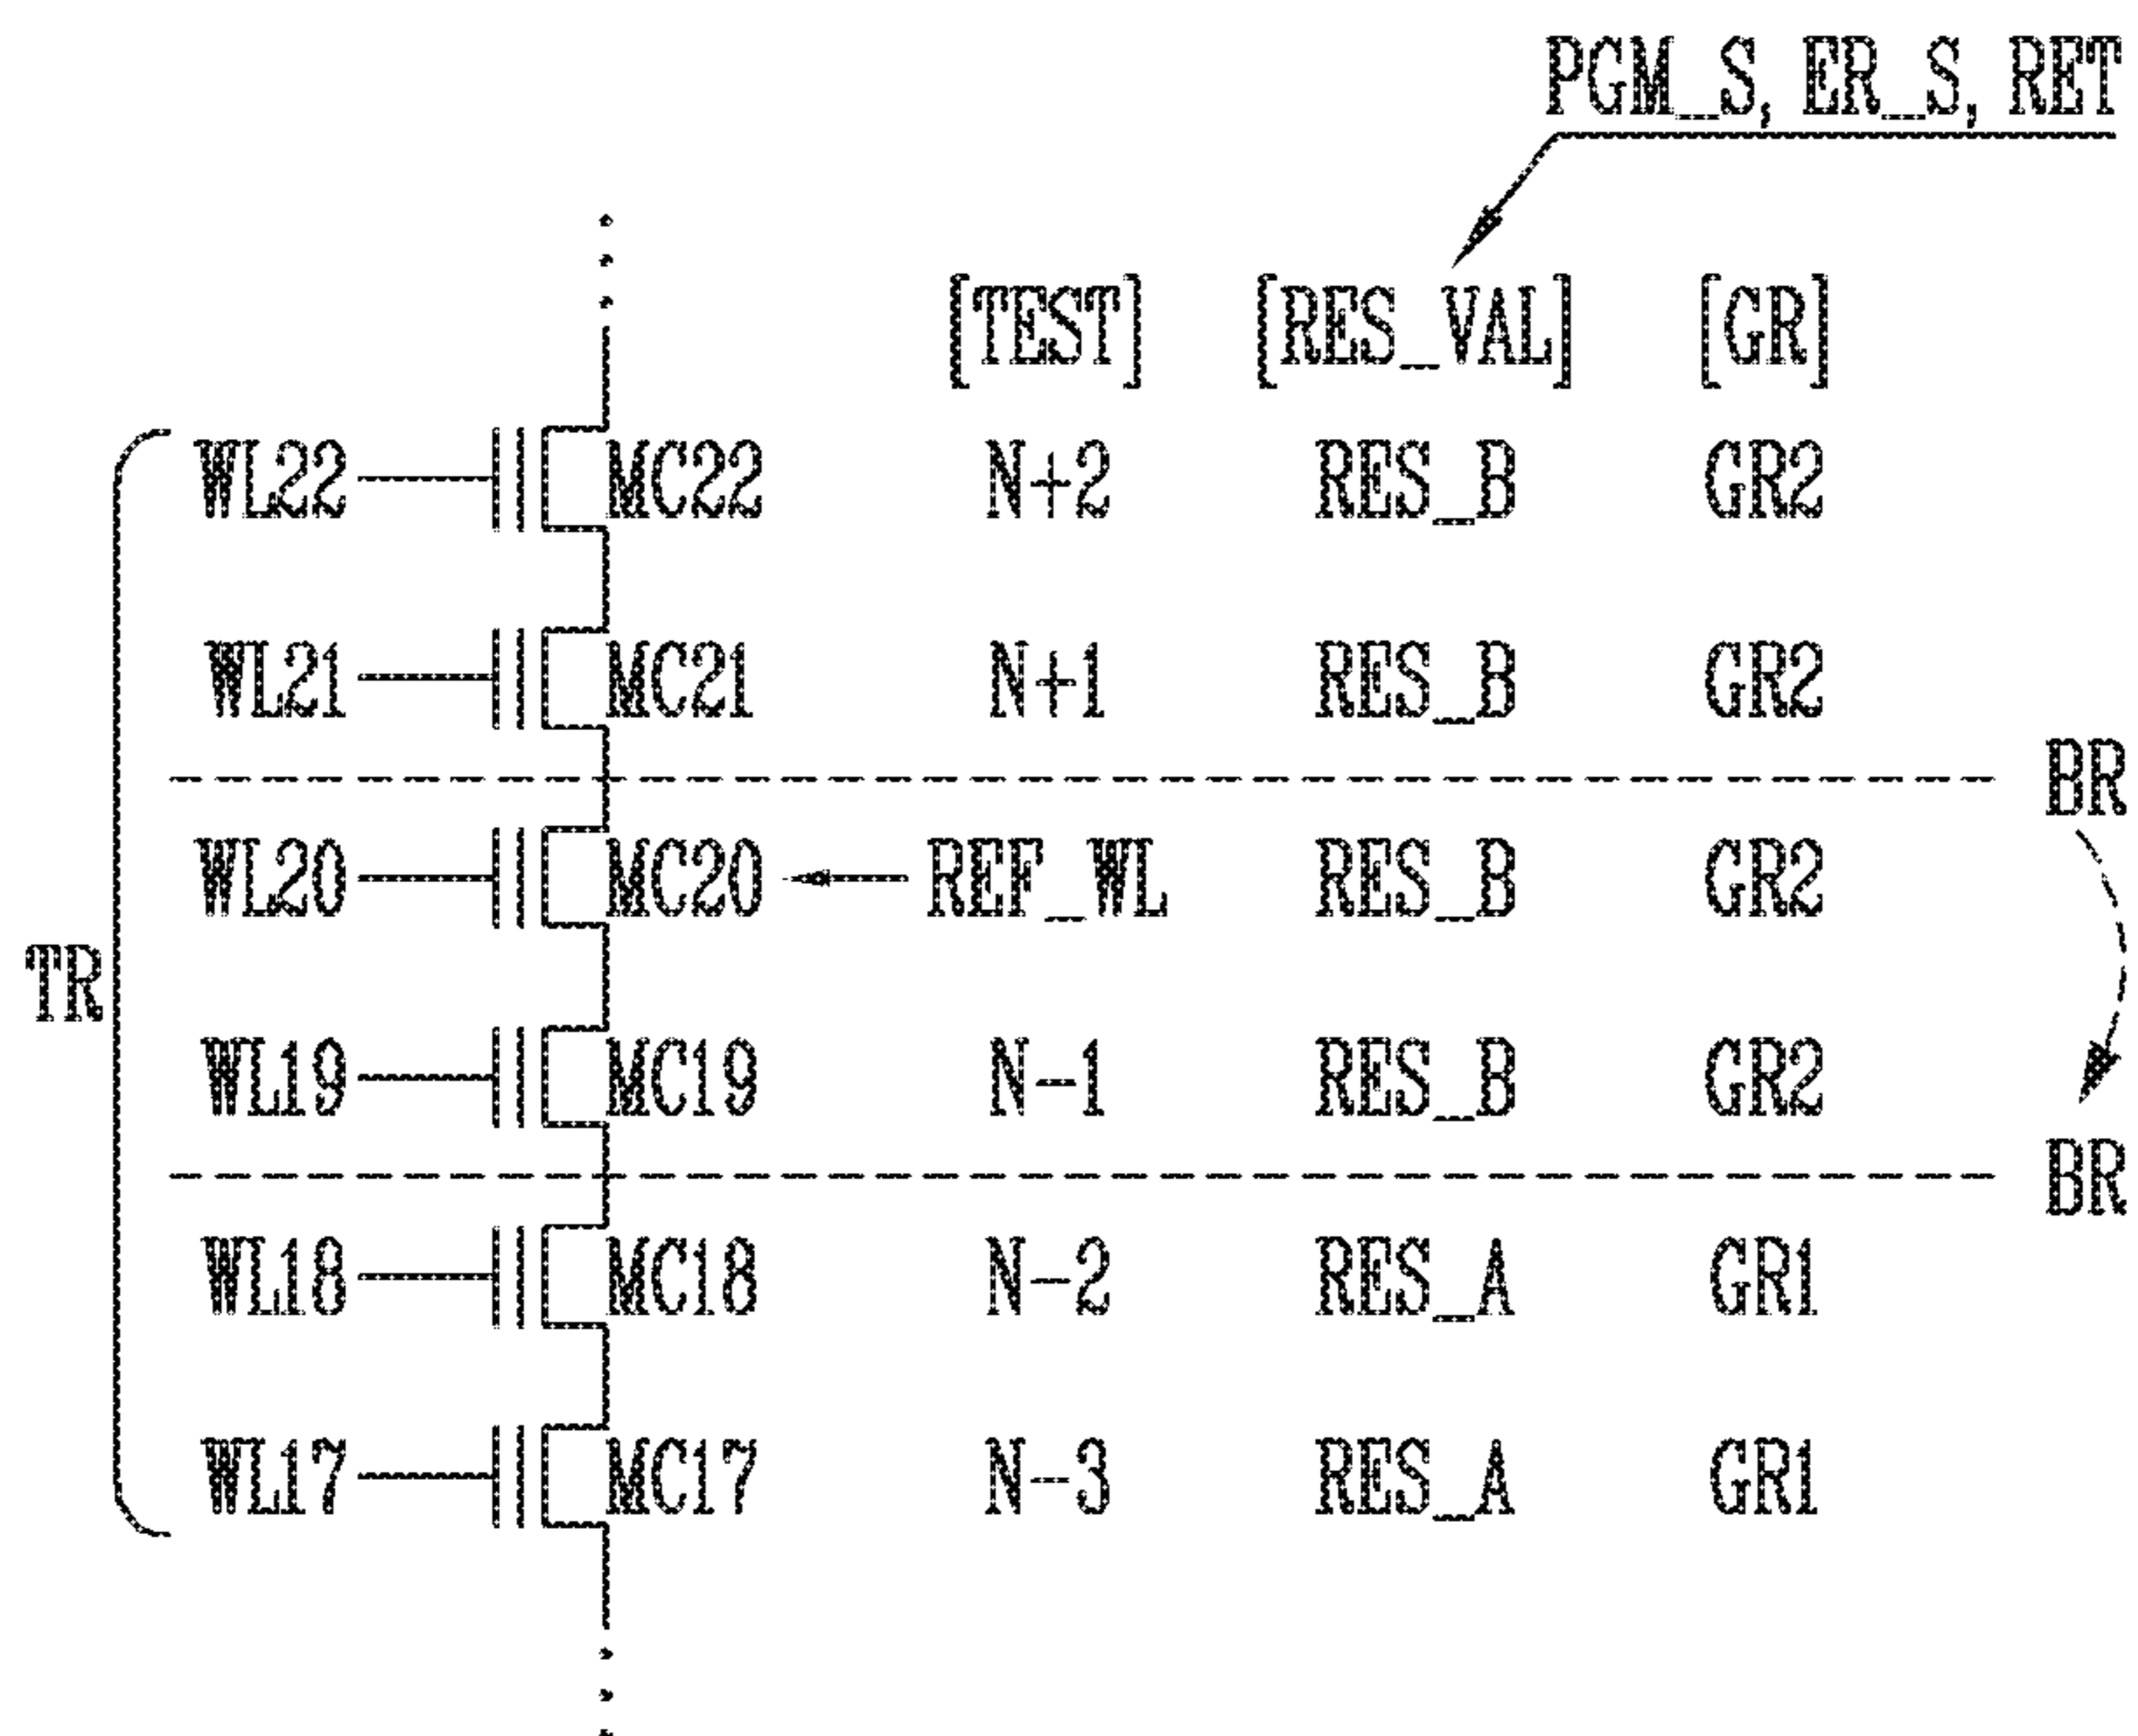 PGM_S, ER_S, RET
[TEST] [RES_VAL] [GR]
WL22 MC22 N+2 RES_B GR2
WL21 MC21 N+1 RES_B GR2
BR
WL20 MC20 REF_WL RES_B GR2
TR
WL19 MC19 N-1 RES_B GR2
BR
WL18 MC18 N-2 RES_A GR1
WL17 MC17 N-3 RES_A GR1